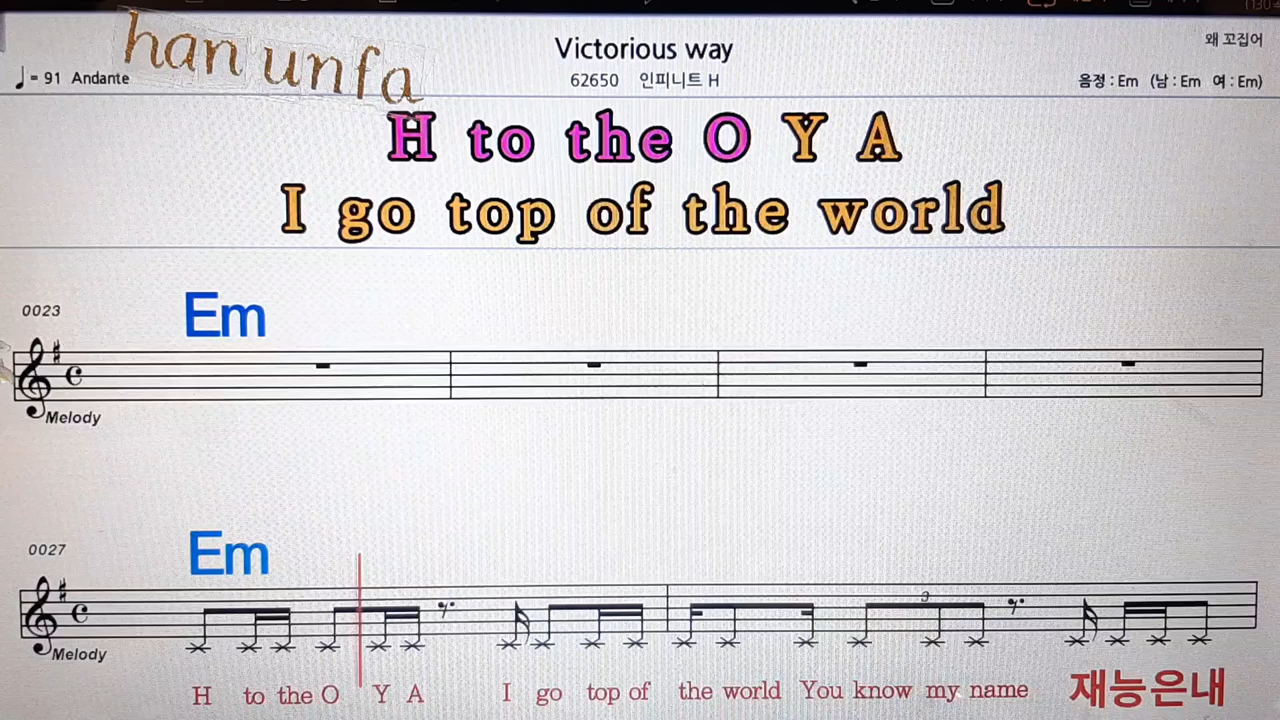 han unfa
Victorious way
왜 꼬집어
♩= 91 Andante
62650 인피니트 H
음정 : Em (남 : Em 여 : Em)
H to the O Y A
I go top of the world
0023
Em
Melody
0027
Em
3
Melody
H to the O Y A I go top of the world You know my name 재능은내